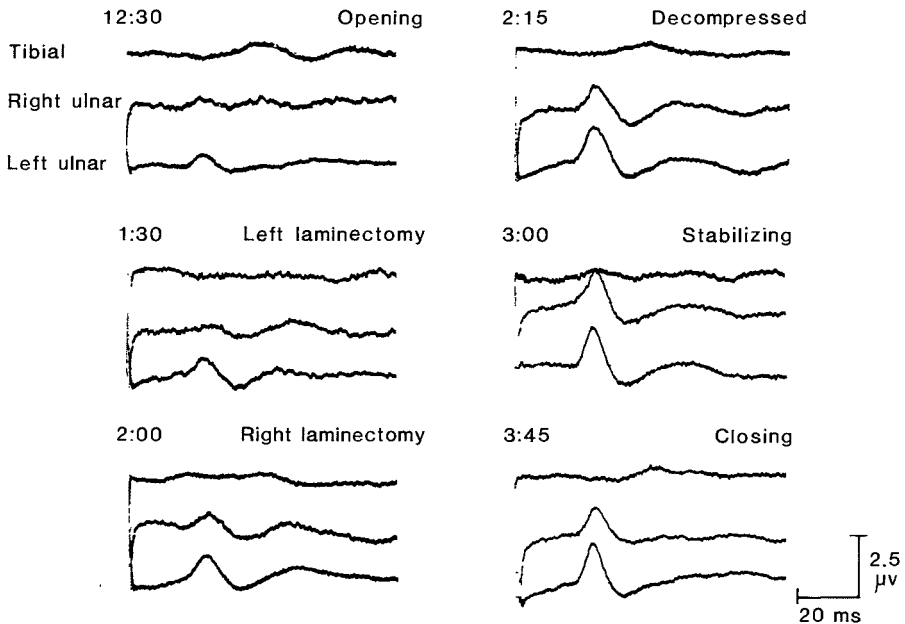 12:30 Opening
Tibial
Right ulnar
Left ulnar
2:15 Decompressed
1:30 Left laminectomy
3:00 Stabilizing
2:00 Right laminectomy
3:45 Closing
2.5
μv
20 ms